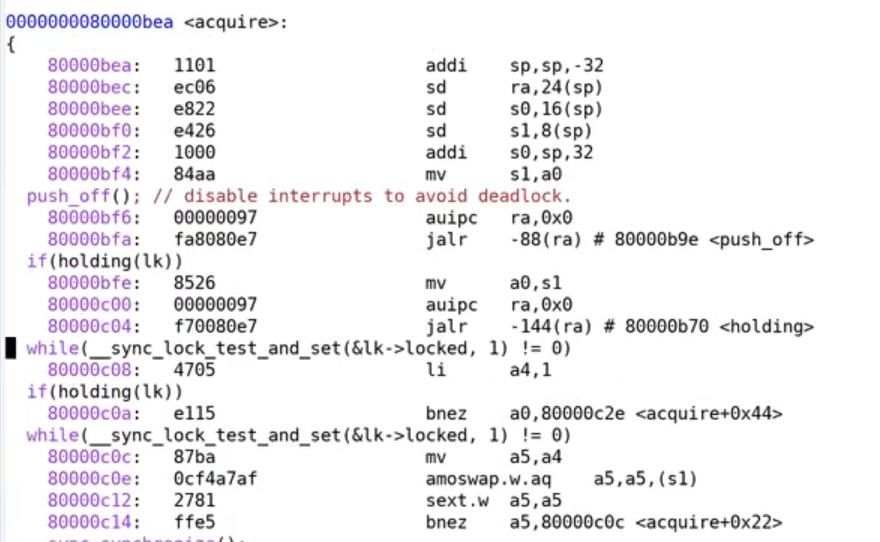 0000000080000bea <acquire>:
{
80000bea: 1101 addi sp,sp,-32
80000bec: ec06 sd ra,24(sp)
80000bee: e822 sd s0,16(sp)
80000bf0: e426 sd s1,8(sp)
80000bf2: 1000 addi s0,sp,32
80000bf4: 84aa mv s1,a0
push_off(); // disable interrupts to avoid deadlock.
80000bf6: 00000097 auipc ra,0x0
80000bfa: fa8080e7 jalr -88(ra) # 80000b9e <push_off>
if(holding(lk))
80000bfe: 8526 mv a0,s1
80000c00: 00000097 auipc ra,0x0
80000c04: f70080e7 jalr -144(ra) # 80000b70 <holding>
while(__sync_lock_test_and_set(&lk->locked, 1) != 0)
80000c08: 4705 li a4,1
if(holding(lk))
80000c0a: e115 bnez a0,80000c2e <acquire+0x44>
while(__sync_lock_test_and_set(&lk->locked, 1) != 0)
80000c0c: 87ba mv a5,a4
80000c0e: 0cf4a7af amoswap.w.aq a5,a5,(s1)
80000c12: 2781 sext.w a5,a5
80000c14: ffe5 bnez a5,80000c0c <acquire+0x22>